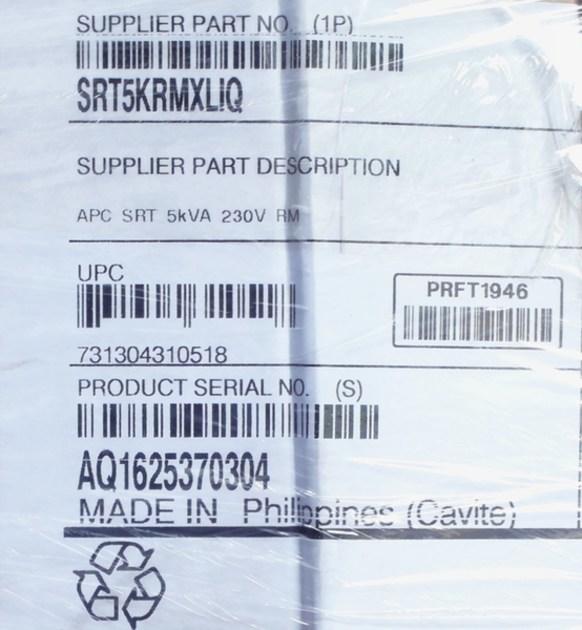 SUPPLIER PART NO. (1P)
SRT5KRMXLIQ
SUPPLIER PART DESCRIPTION
APC SRT 5kVA 230V RM
UPC
PRFT1946
731304310518
PRODUCT SERIAL NO. (S)
AQ1625370304
MADE IN Philippines (Cavite)